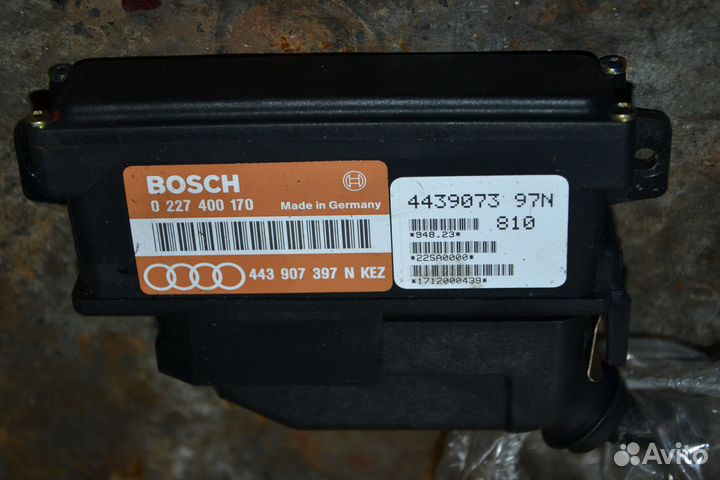 BOSCH
0 227 400 170
Made in Germany
443 907 397 N KEZ
4439073 97N
810
*948.23*
*22SA0000*
*1712000439*
Avito